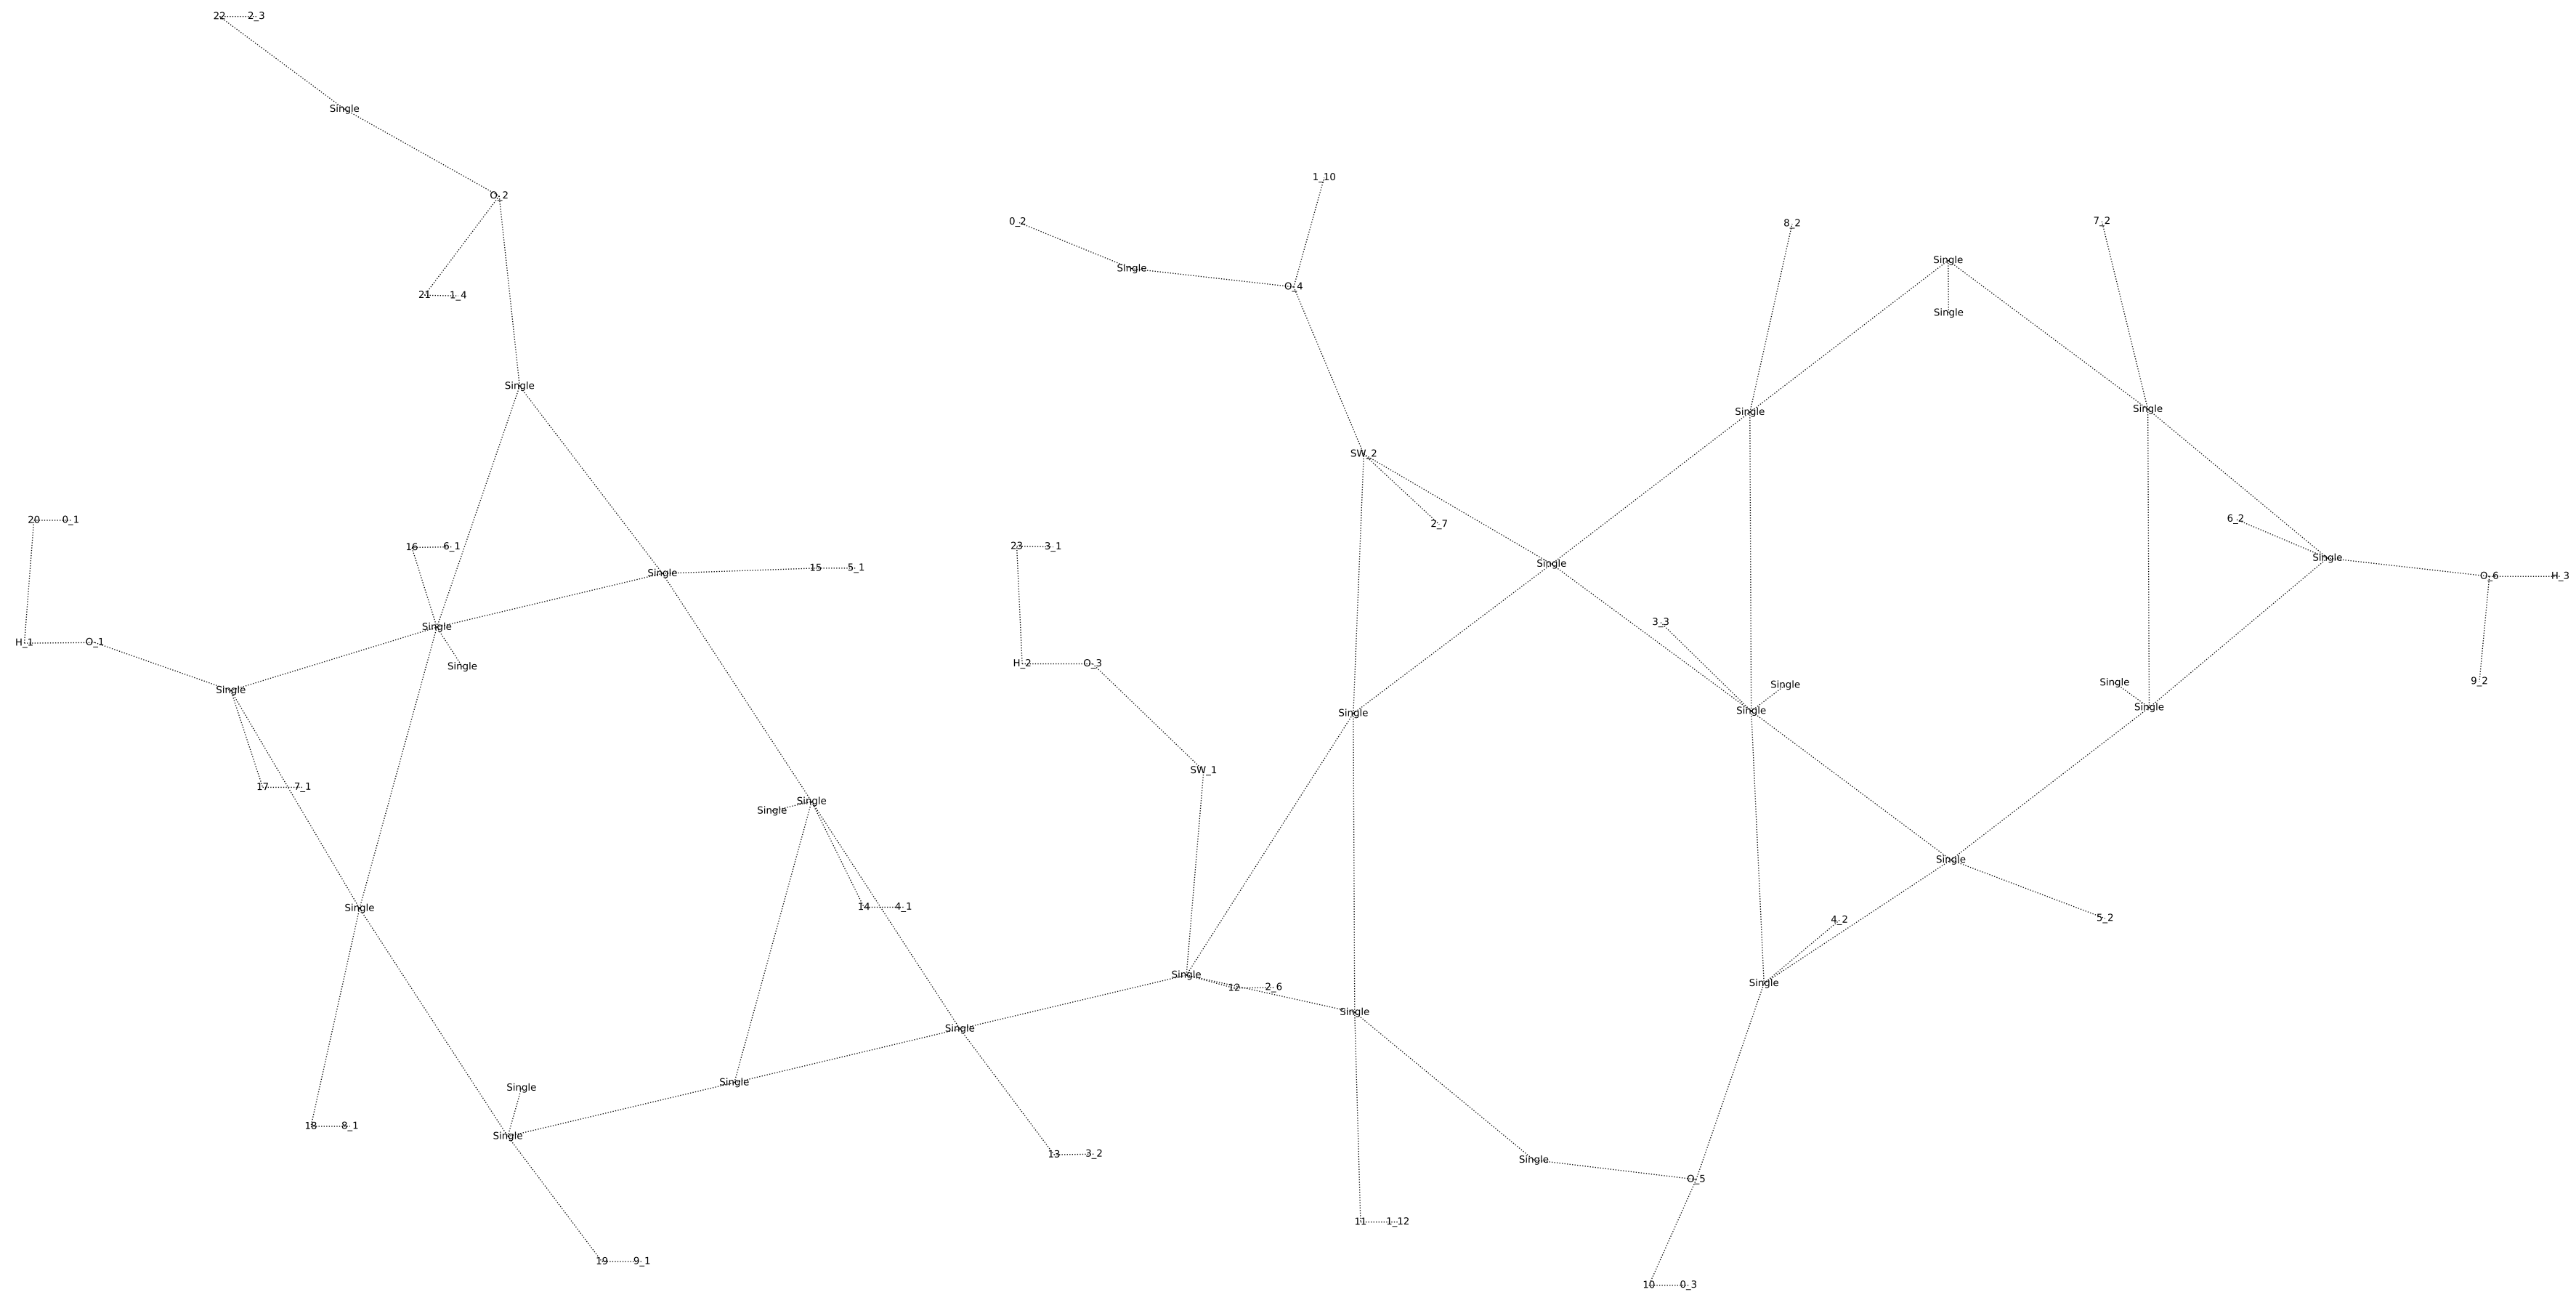 22 2_3
Single
O_2
1_10
0_2
7_2
8_2
Single
Single
O_4
21 1_4
Single
Single
Single
Single
Single
SW_2
6_2
20 0_1
2_7
23 3_1
16 6_1
Single
Single
15 5_1
Single
O_6 H_3
3_3
Single
H_1 O_1
H_2 O_3
Single
9_2
Single
Single
Single
Single
Single
Single
SW_1
17 7_1
Single
Single
Single
14 4_1
Single
5_2
4_2
Single
Single
12 2_6
Single
Single
Single
Single
18 8_1
Single
13 3_2
Single
O_5
11 1_12
19 9_1
10 0_3